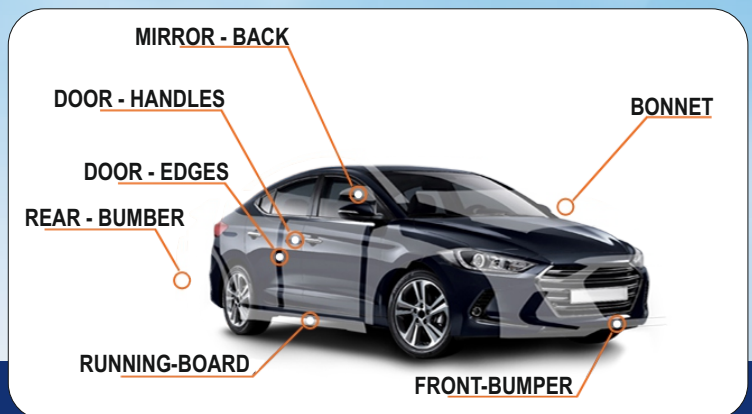 MIRROR - BACK
DOOR - HANDLES
BONNET
DOOR - EDGES
REAR - BUMBER
RUNNING-BOARD
FRONT-BUMPER